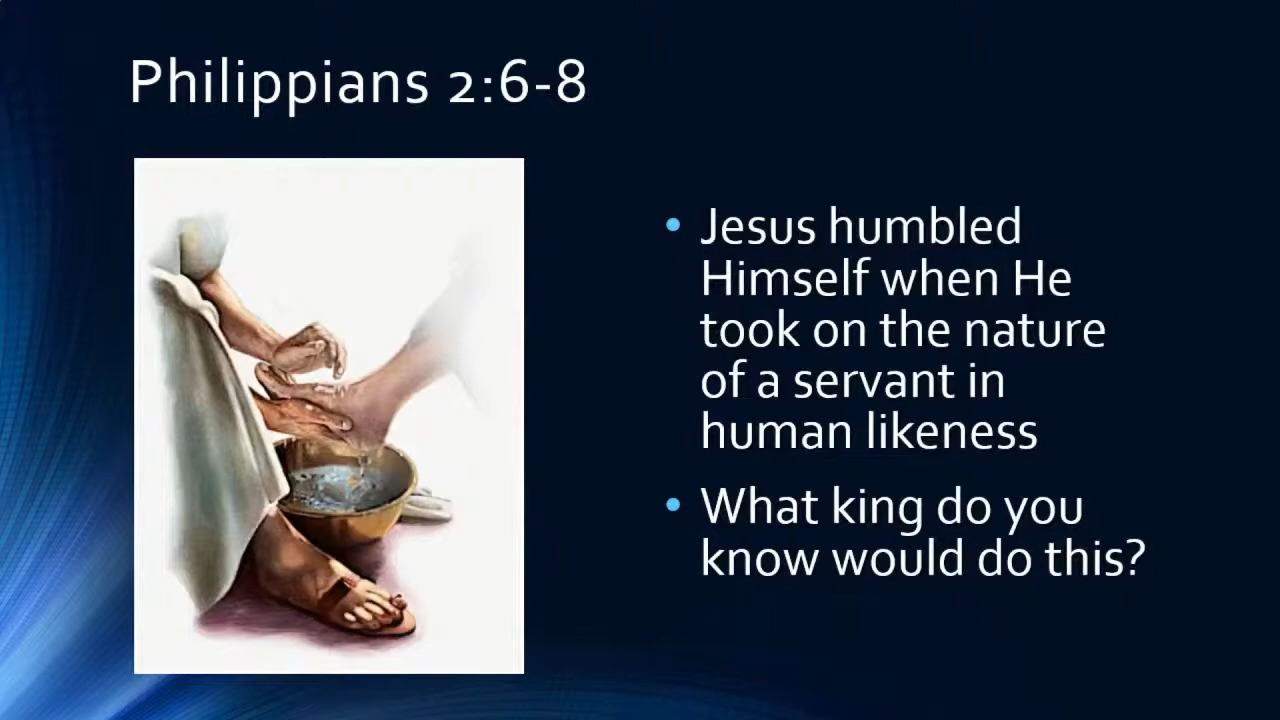 Philippians 2:6-8
• Jesus humbled
Himself when He
took on the nature
of a servant in
human likeness
• What king do you
know would do this?